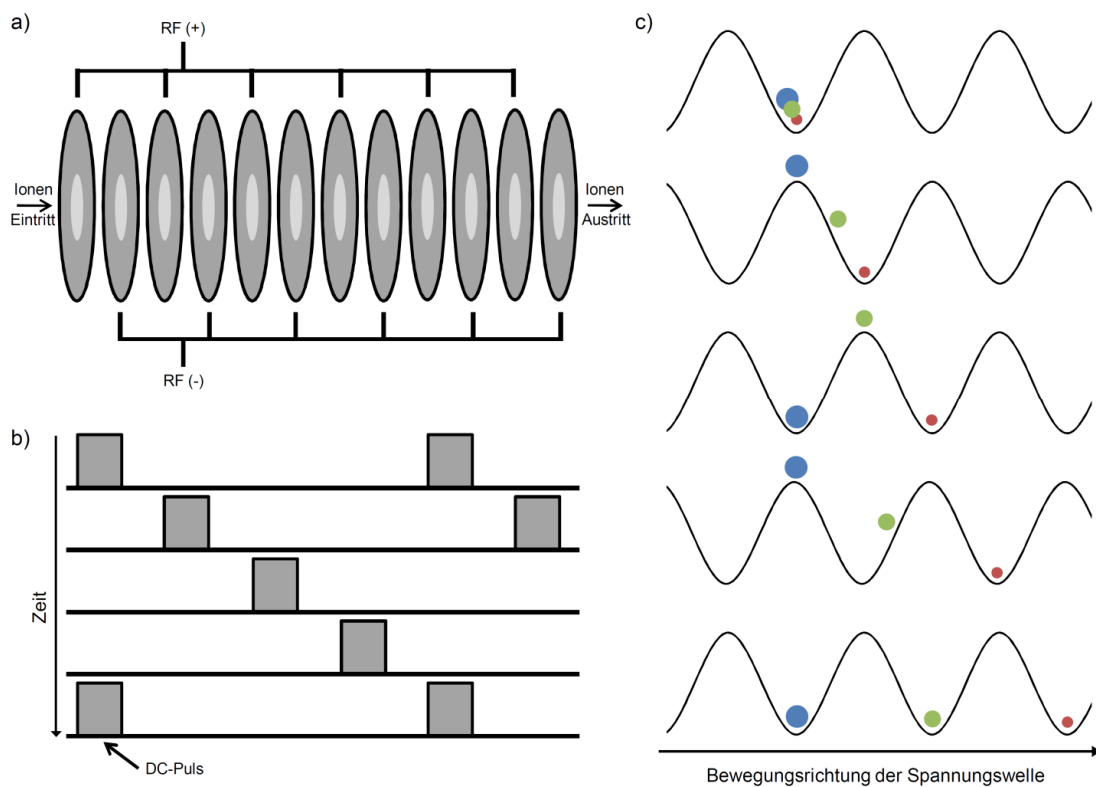 a)
RF (+)
Ionen
Eintritt
Ionen
Austritt
RF (-)
b)
Zeit
DC-Puls
c)
Bewegungsrichtung der Spannungswelle